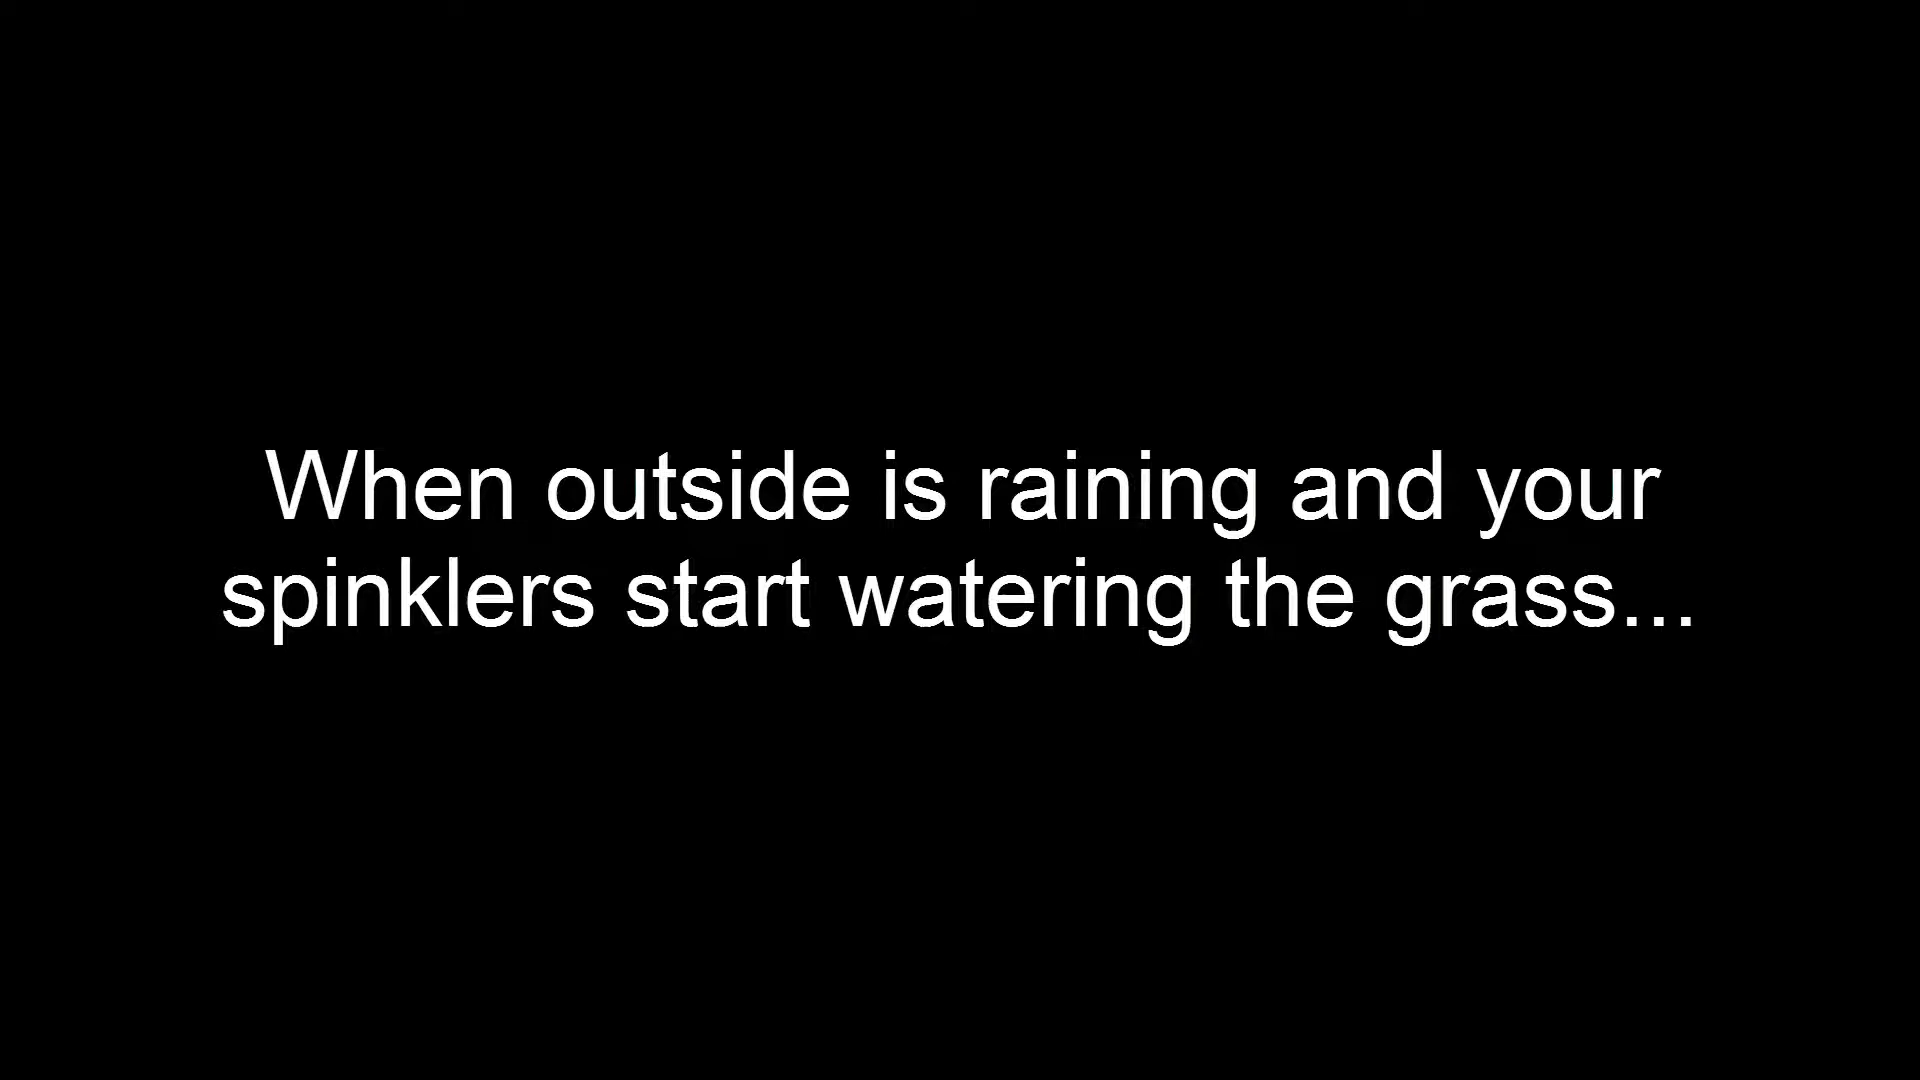 When outside is raining and your
spinklers start watering the grass...